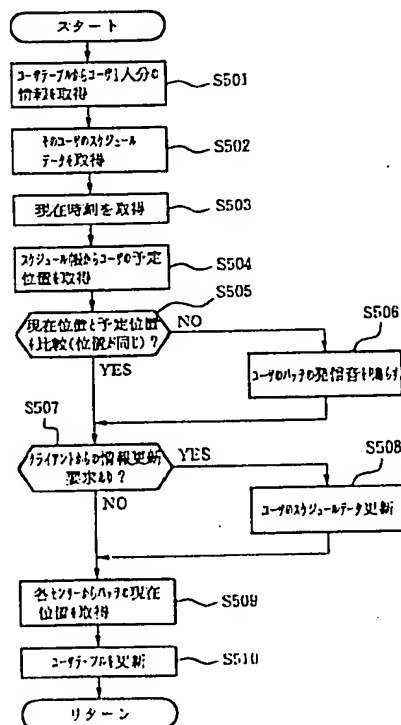 スタート
ユーザテーブルからユーザ1人分の
情報を取得
S501
そのユーザのスケジュール
データを取得
S502
現在時刻を取得
S503
スケジュール情報からユーザの予定
位置を取得
S504
現在位置と予定位置
を比較(位置が同じ)?
S505
NO
YES
S506
ユーザのバッヂの発信音を鳴らす
S507
クライアントからの情報更新
要求あり?
YES
NO
S508
ユーザのスケジュールデータ更新
各センサーからバッヂの現在
位置を取得
S509
ユーザテーブルを更新
S510
リターン